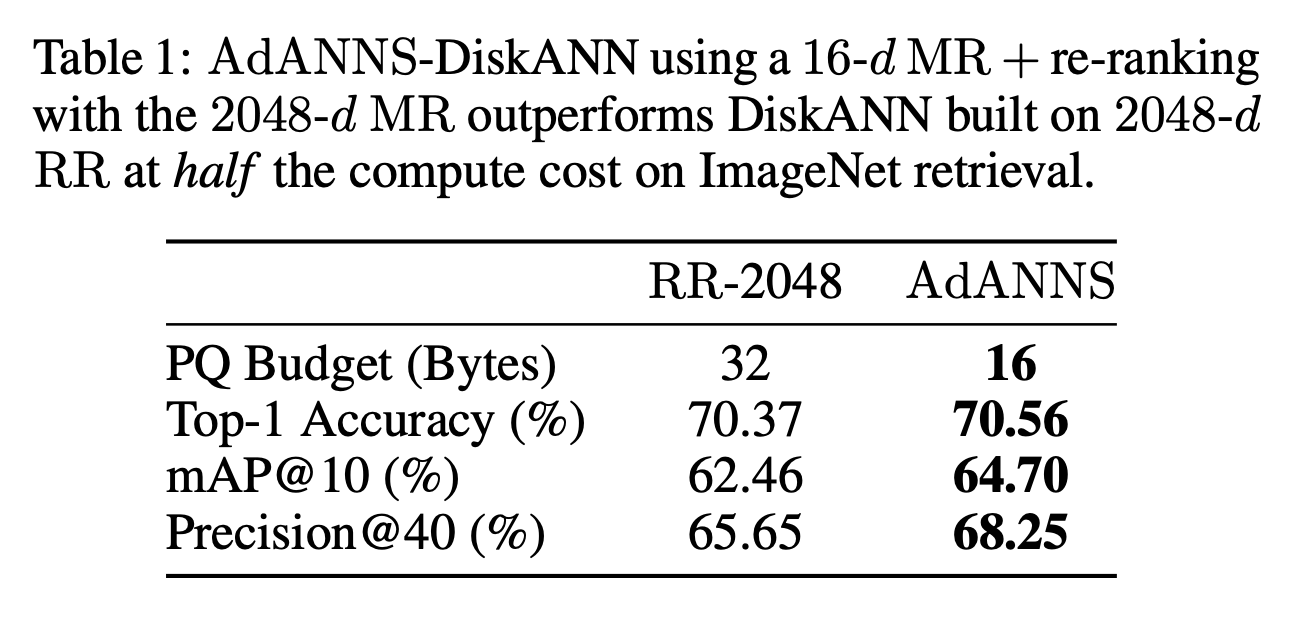 Table 1: AdANNS-DiskANN using a 16-d MR + re-ranking
with the 2048-d MR outperforms DiskANN built on 2048-d
RR at half the compute cost on ImageNet retrieval.
RR-2048 AdANNS
PQ Budget (Bytes) 32 16
Top-1 Accuracy (%) 70.37 70.56
mAP@10 (%) 62.46 64.70
Precision@40 (%) 65.65 68.25